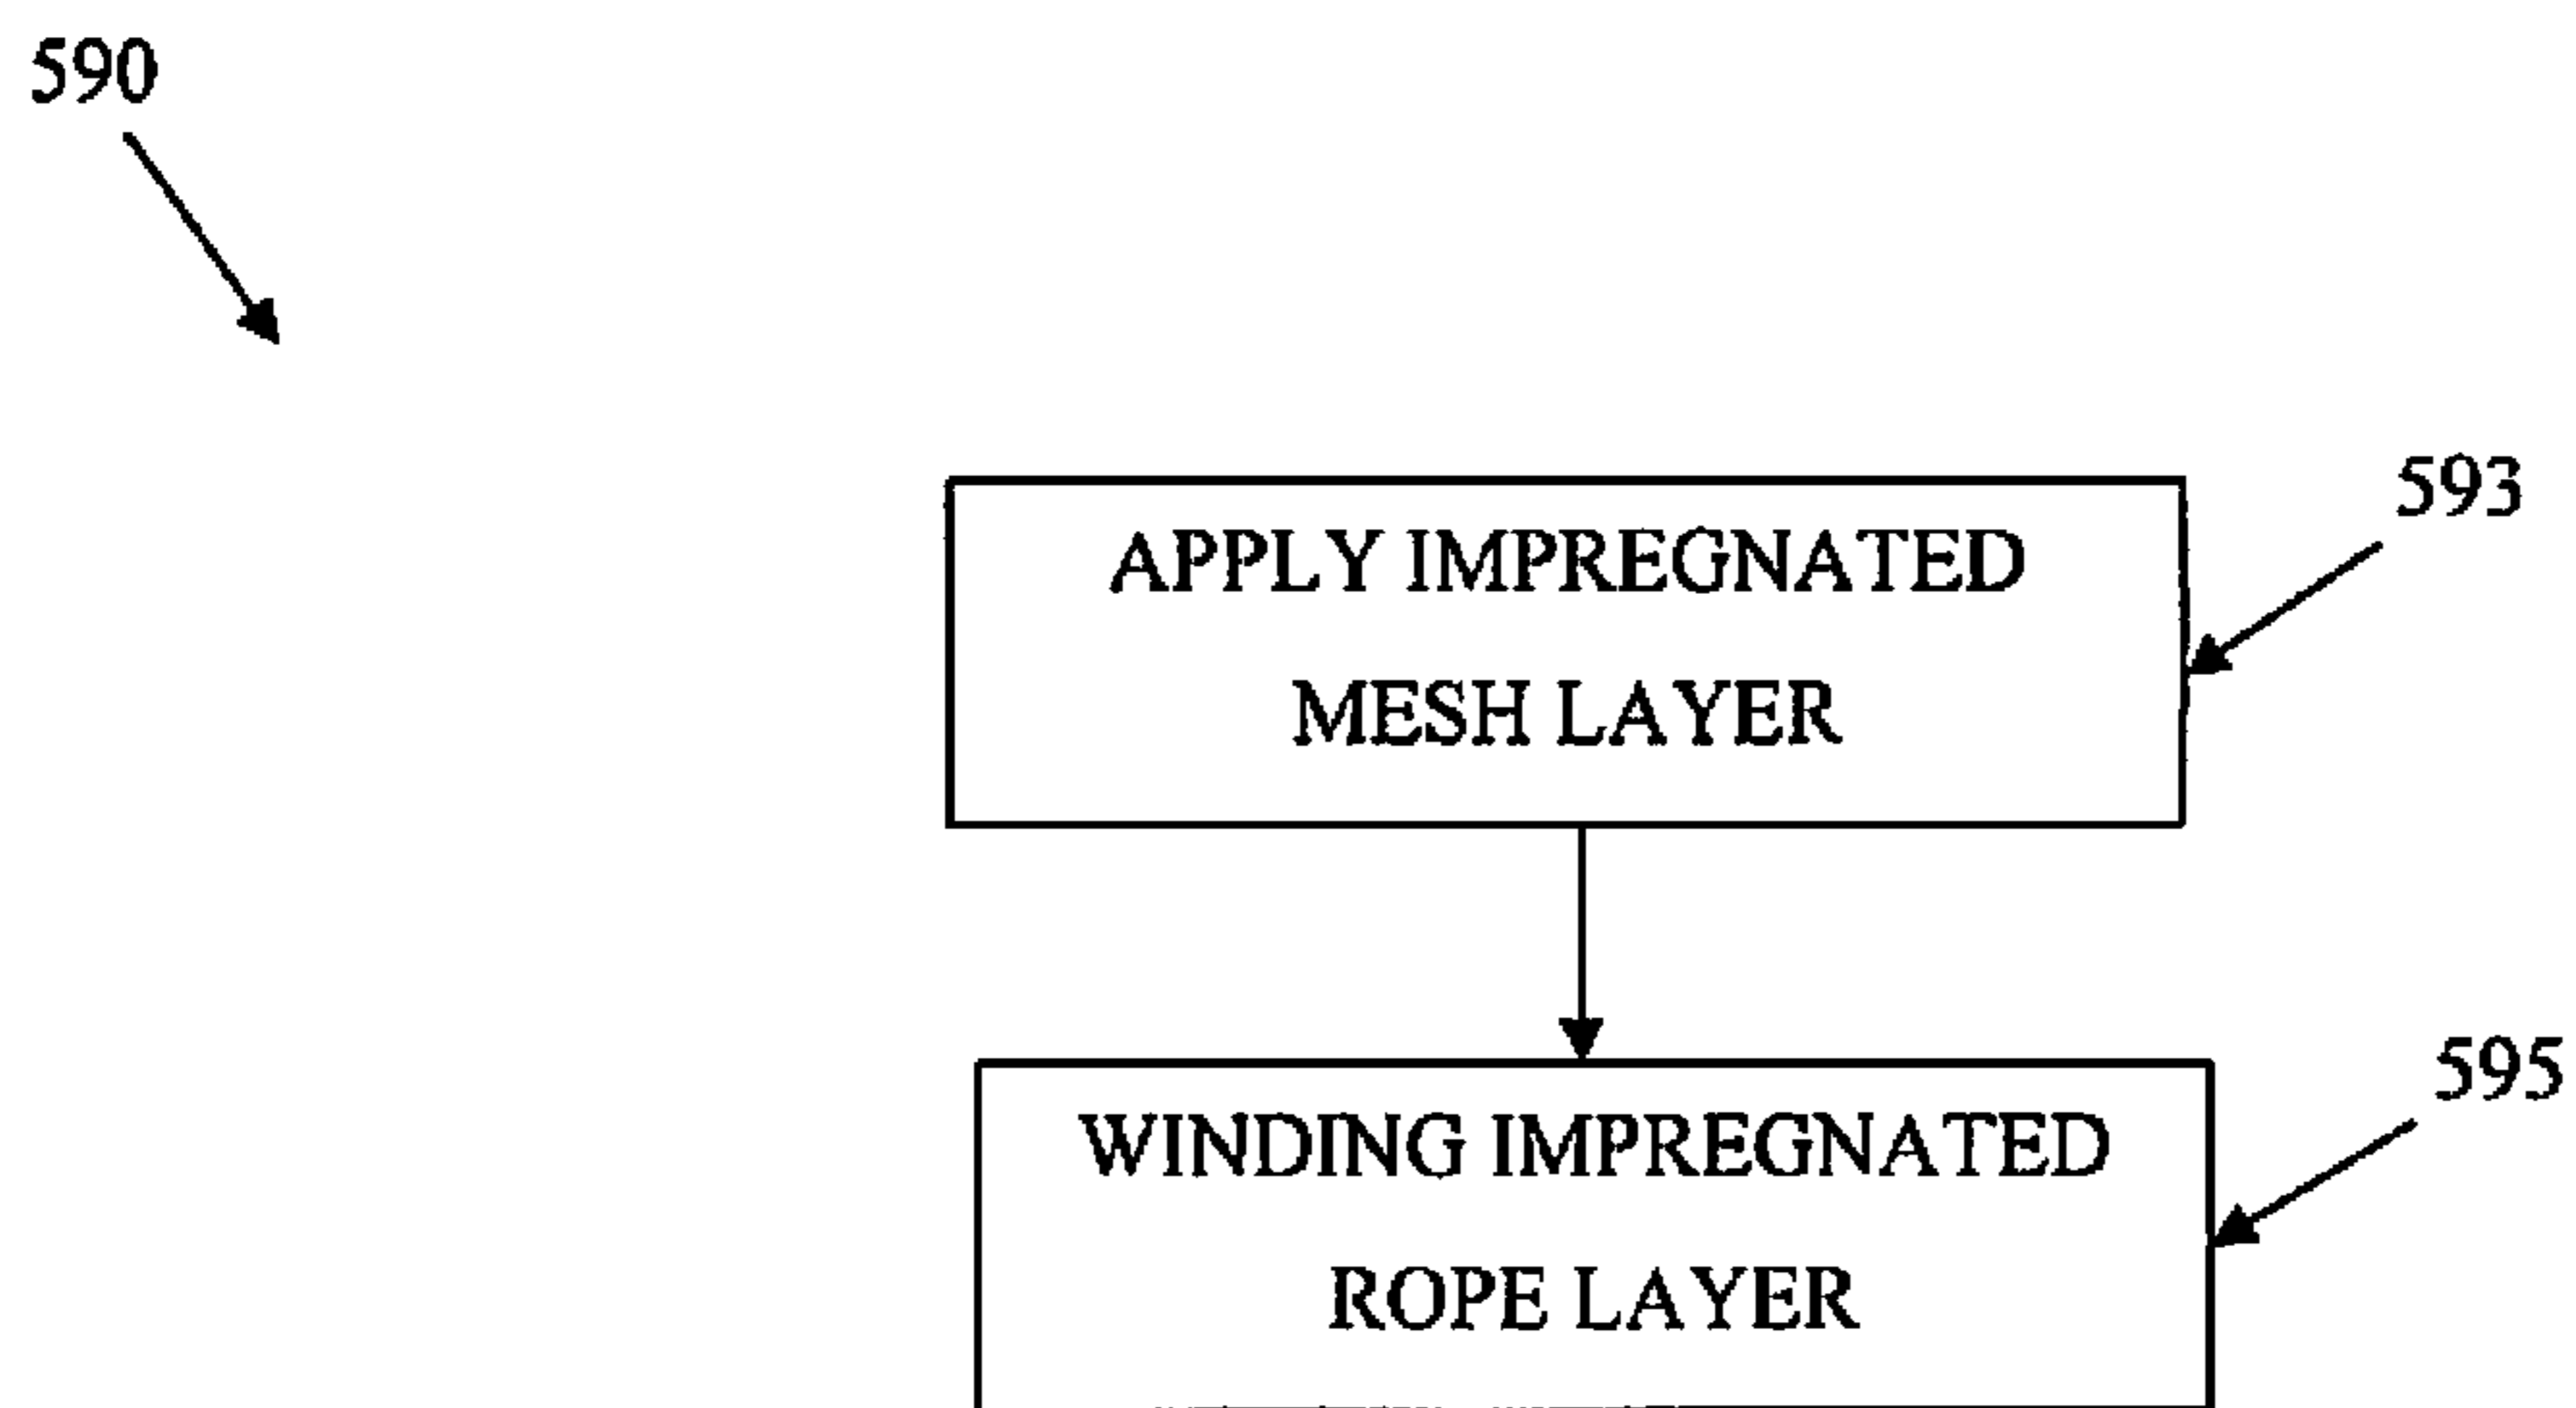 590
593
APPLY IMPREGNATED
MESH LAYER
595
WINDING IMPREGNATED
ROPE LAYER